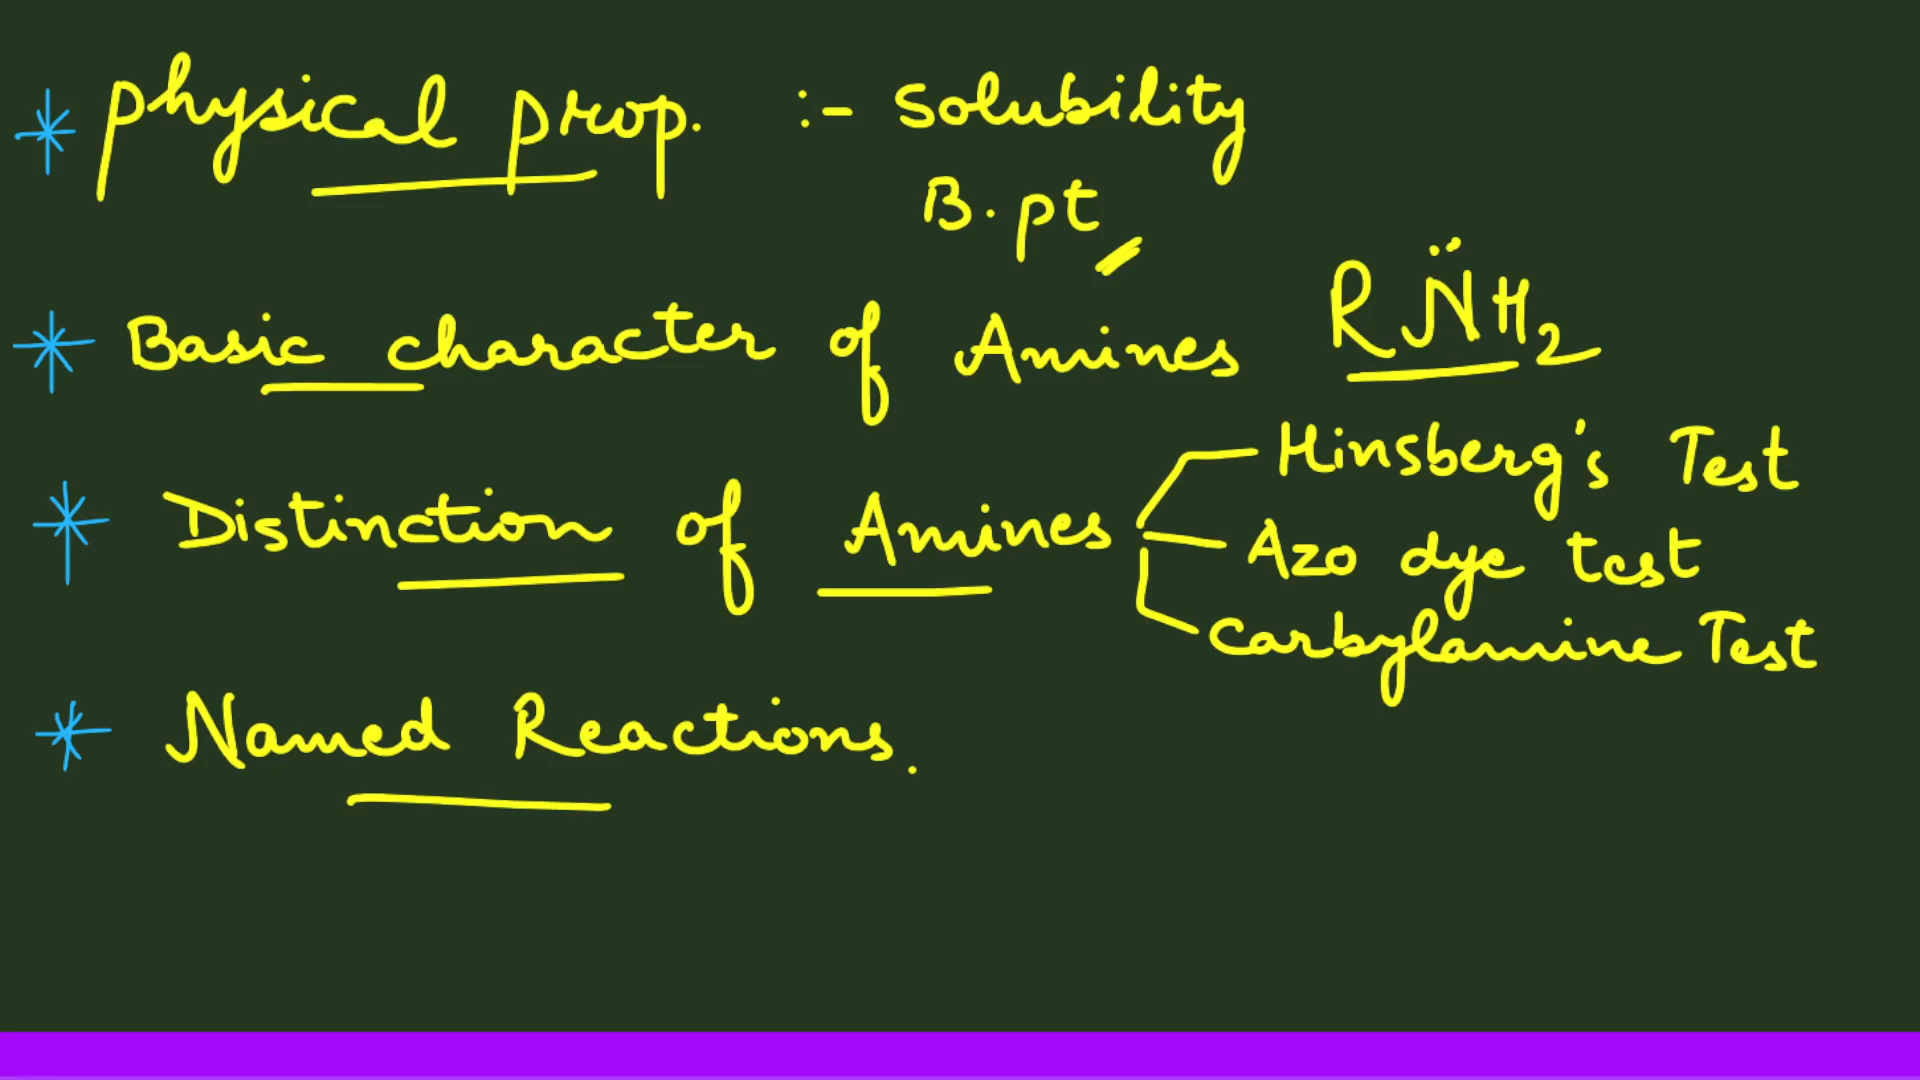 * Physical prop. :- Solubility
B.pt
* Basic character of Amines RN̈H₂
* Distinction of Amines
Hinsberg's Test
Azo dye test
Carbylamine Test
* Named Reactions.